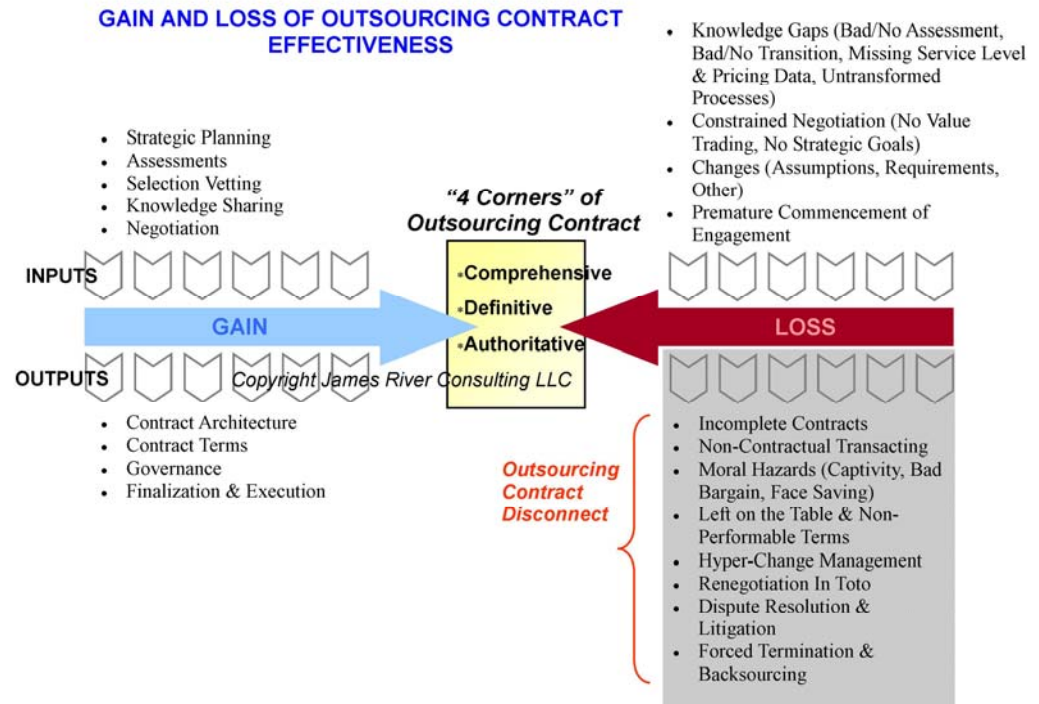 GAIN AND LOSS OF OUTSOURCING CONTRACT
EFFECTIVENESS
• Strategic Planning
• Assessments
• Selection Vetting
• Knowledge Sharing
• Negotiation
• Knowledge Gaps (Bad/No Assessment,
Bad/No Transition, Missing Service Level
& Pricing Data, Untransformed
Processes)
• Constrained Negotiation (No Value
Trading, No Strategic Goals)
• Changes (Assumptions, Requirements,
Other)
• Premature Commencement of
Engagement
“4 Corners” of
Outsourcing Contract
•Comprehensive
•Definitive
•Authoritative
INPUTS
GAIN
LOSS
OUTPUTS
Copyright James River Consulting LLC
• Contract Architecture
• Contract Terms
• Governance
• Finalization & Execution
Outsourcing
Contract
Disconnect
• Incomplete Contracts
• Non-Contractual Transacting
• Moral Hazards (Captivity, Bad
Bargain, Face Saving)
• Left on the Table & Non-
Performable Terms
• Hyper-Change Management
• Renegotiation In Toto
• Dispute Resolution &
Litigation
• Forced Termination &
Backsourcing